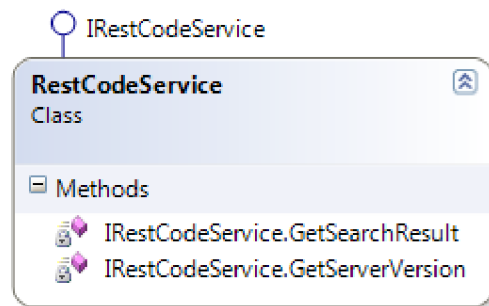 IRestCodeService
RestCodeService
Class
Methods
IRestCodeService.GetSearchResult
IRestCodeService.GetServerVersion